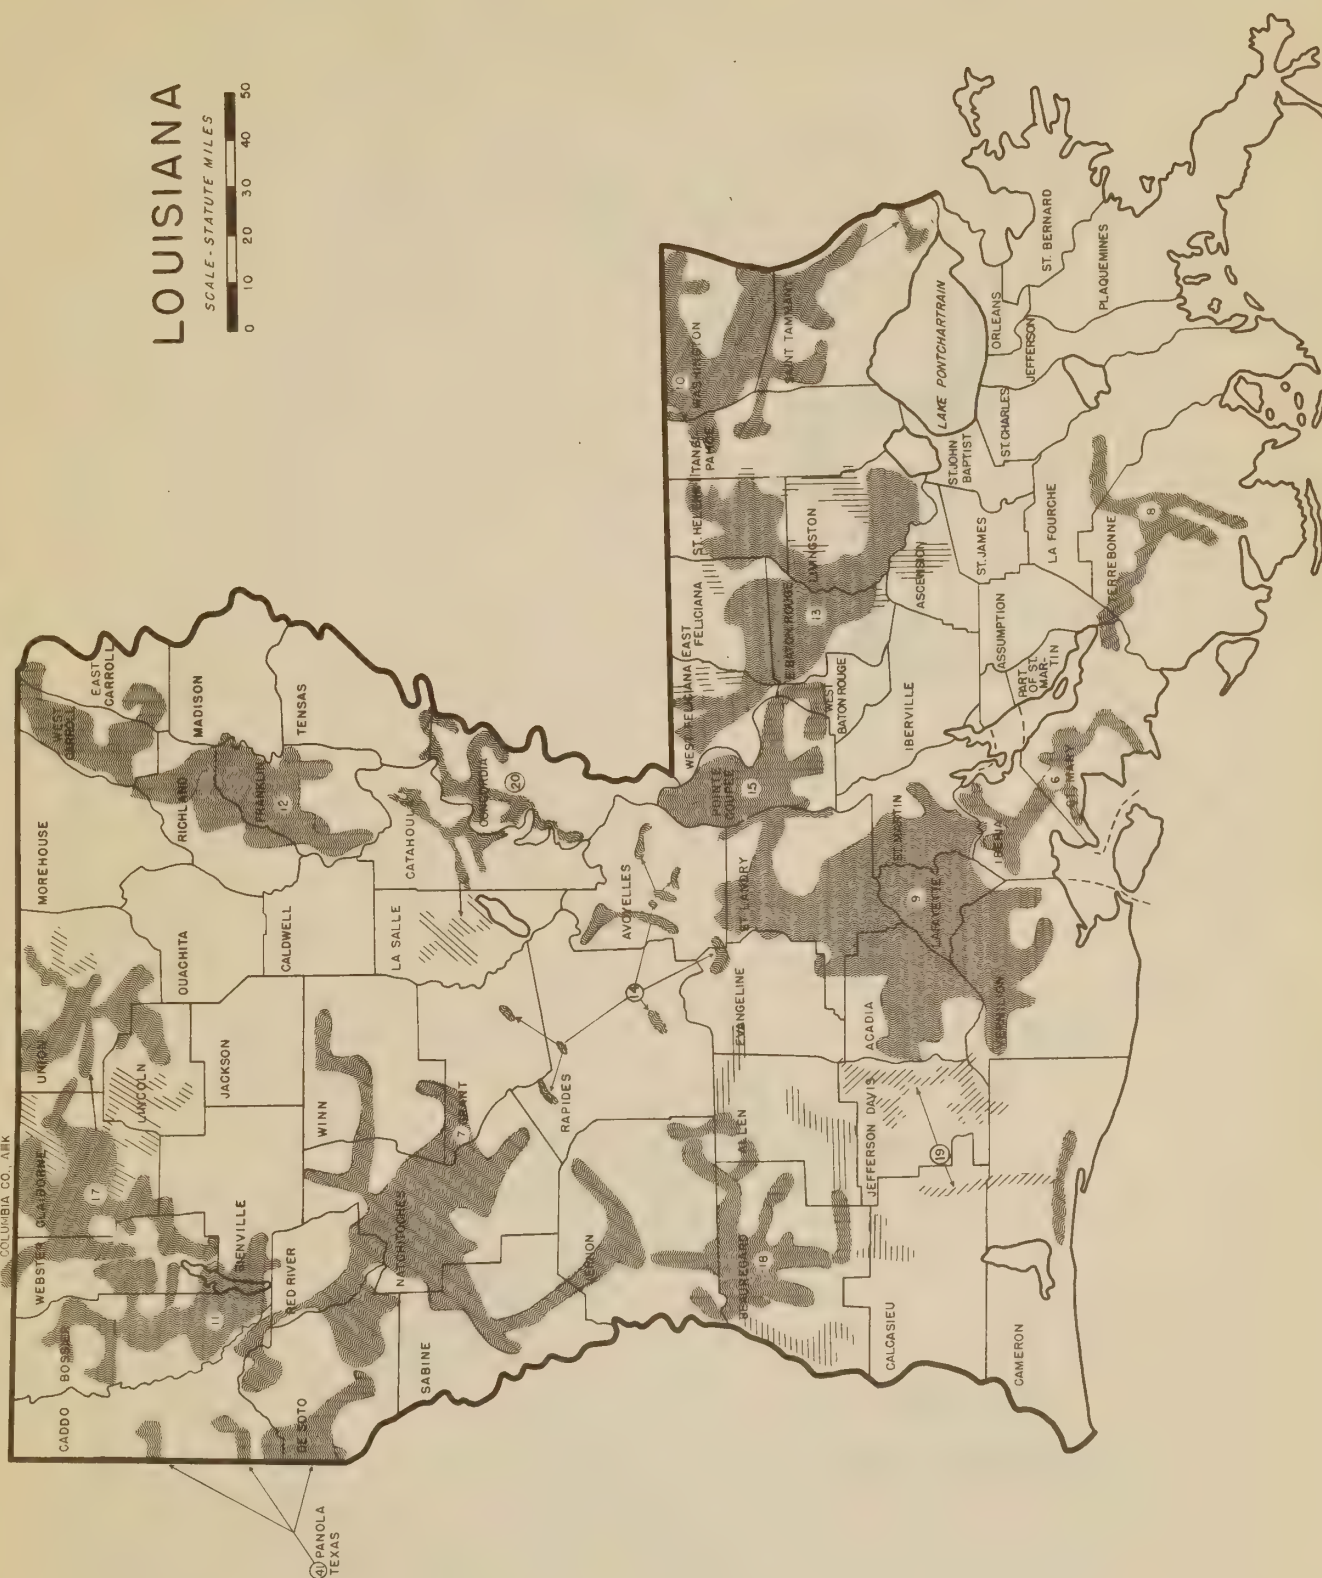 LOUISIANA
SCALE-STATUTE MILES
0 10 20 30 40 50
COLUMBIA CO., ARK
41 PANOLA
TEXAS
CADDO
BOSSIER
WEBSTER
CLAIBORNE
17
UNION
MOREHOUSE
WEST
CARROLL
EAST
CARROLL
LINCOLN
OUACHITA
RICHLAND
MADISON
11
BIENVILLE
JACKSON
CALDWELL
FRANKLIN
12
TENSAS
DE SOTO
RED RIVER
WINN
LA SALLE
CATAHOULA
CONCORDIA
20
SABINE
NATCHITOCHES
7
GRANT
RAPIDES
AVOYELLES
14
VERNON
BEAUREGARD
18
ALLEN
EVANGELINE
ST. LANDRY
POINTE
COUPEE
15
WEST FELICIANA
EAST
FELICIANA
ST. HELENA
TANGI-
PAHOE
10
WASHINGTON
SAINT TAMMANY
E. BATON ROUGE
13
LIVINGSTON
WEST
BATON ROUGE
CALCASIEU
JEFFERSON DAVIS
19
ACADIA
LAFAYETTE
9
ST. MARTIN
IBERVILLE
ASCENSION
ST. JOHN
BAPTIST
LAKE PONTCHARTRAIN
CAMERON
VERMILION
IBERIA
6
ST. MARY
PART
OF ST.
MAR-
TIN
ASSUMPTION
ST. JAMES
ST. CHARLES
ORLEANS
JEFFERSON
ST. BERNARD
PLAQUEMINES
LA FOURCHE
TERREBONNE
8